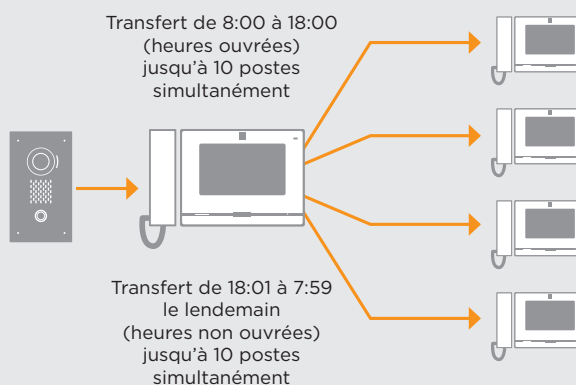 Transfert de 8:00 à 18:00
(heures ouvrées)
jusqu'à 10 postes
simultanément
Transfert de 18:01 à 7:59
le lendemain
(heures non ouvrées)
jusqu'à 10 postes
simultanément